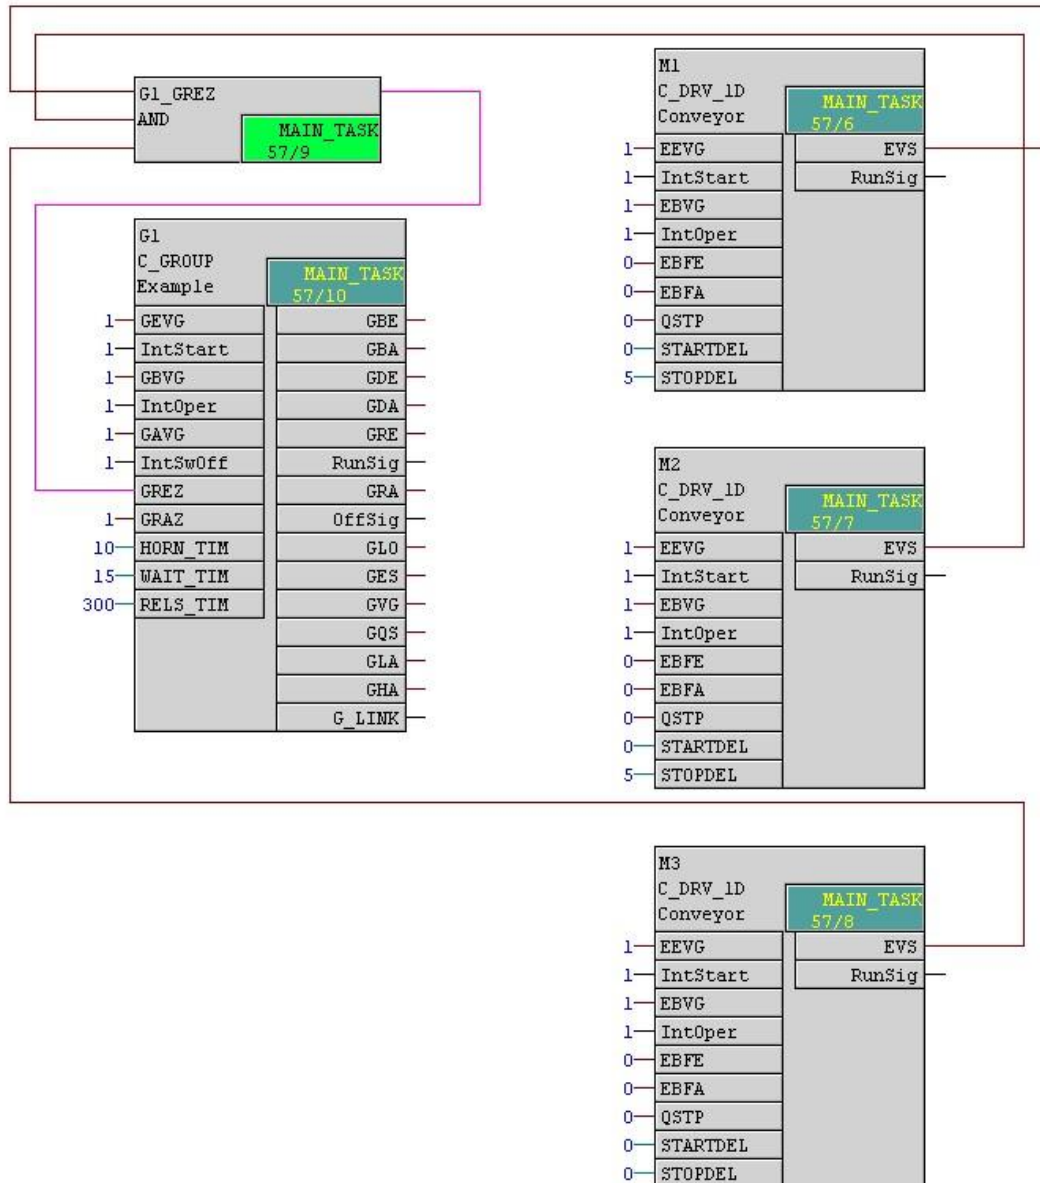 G1_GREZ
AND
MAIN_TASK
57/9
G1
C_GROUP
Example
MAIN_TASK
57/10
1 GEVG GBE
1 IntStart GBA
1 GBVG GDE
1 IntOper GDA
1 GAVG GRE
1 IntSwOff RunSig
GREZ GRA
1 GRAZ OffSig
10 HORN_TIM GLO
15 WAIT_TIM GES
300 RELS_TIM GVG
GQS
GLA
GHA
G_LINK
M1
C_DRV_1D
Conveyor
MAIN_TASK
57/6
1 EEVG EVS
1 IntStart RunSig
1 EBVG
1 IntOper
0 EBFE
0 EBFA
0 QSTP
0 STARTDEL
5 STOPDEL
M2
C_DRV_1D
Conveyor
MAIN_TASK
57/7
1 EEVG EVS
1 IntStart RunSig
1 EBVG
1 IntOper
0 EBFE
0 EBFA
0 QSTP
0 STARTDEL
5 STOPDEL
M3
C_DRV_1D
Conveyor
MAIN_TASK
57/8
1 EEVG EVS
1 IntStart RunSig
1 EBVG
1 IntOper
0 EBFE
0 EBFA
0 QSTP
0 STARTDEL
0 STOPDEL